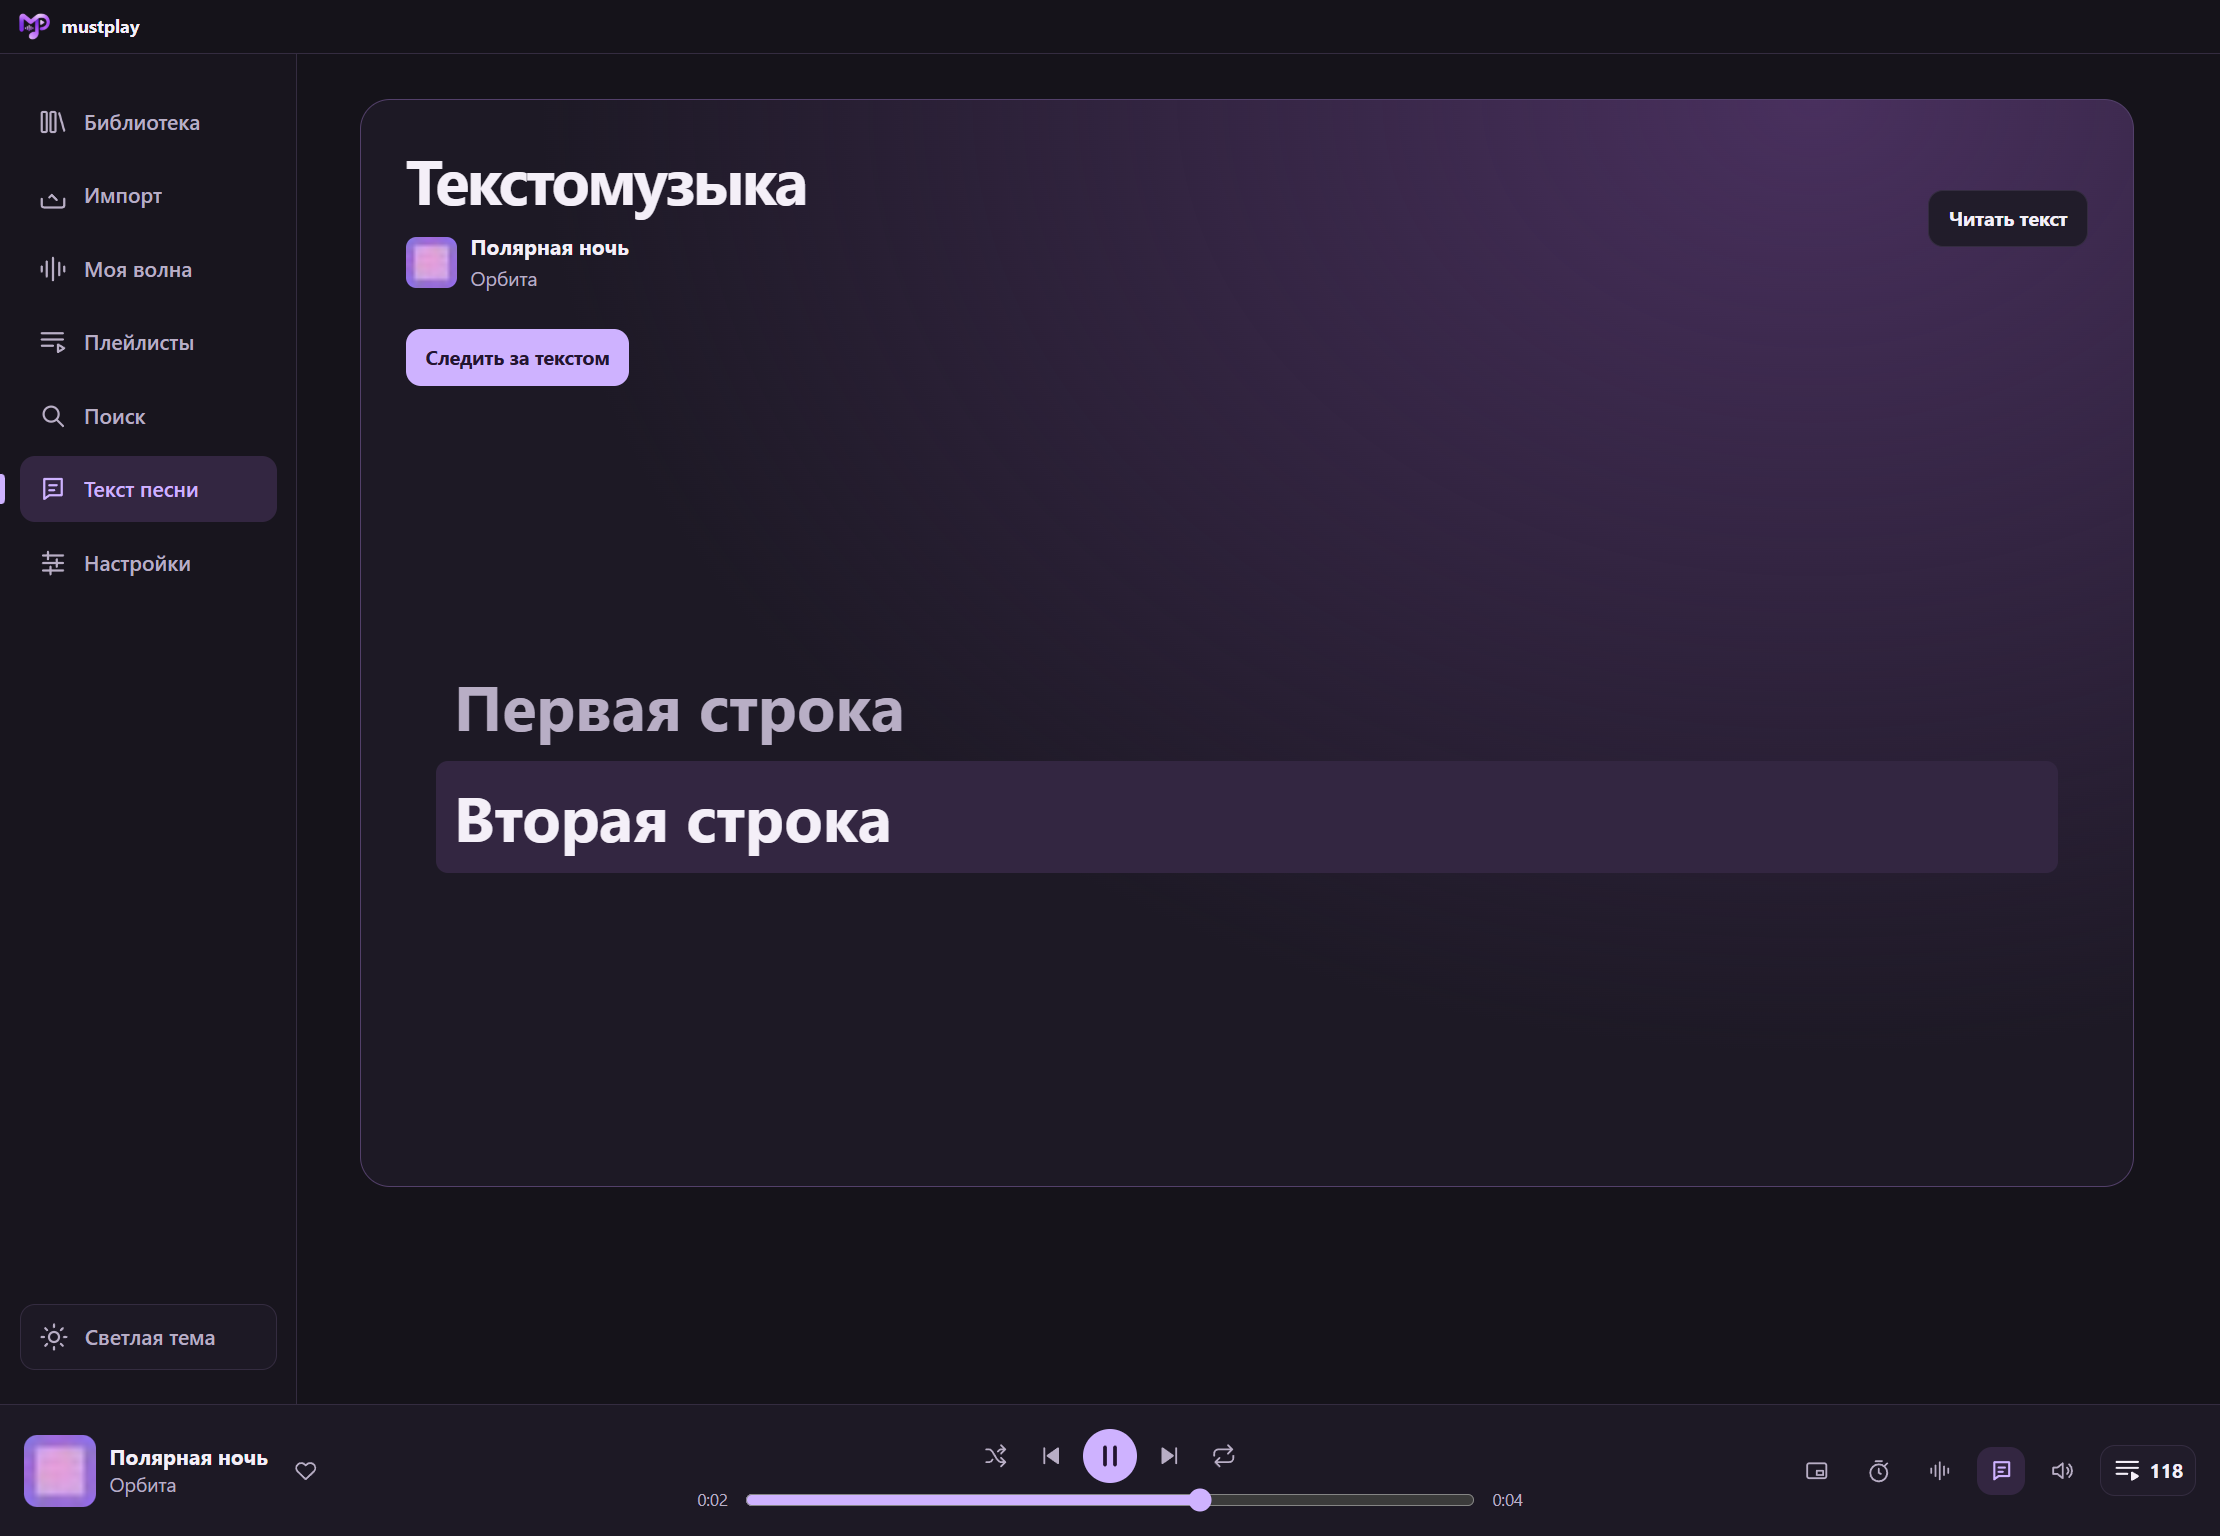 mustplay
Библиотека
Импорт
Моя волна
Плейлисты
Поиск
Текст песни
Настройки
Светлая тема
Текстомузыка
Полярная ночь
Орбита
Читать текст
Следить за текстом
Первая строка
Вторая строка
Полярная ночь
Орбита
0:02
0:04
118